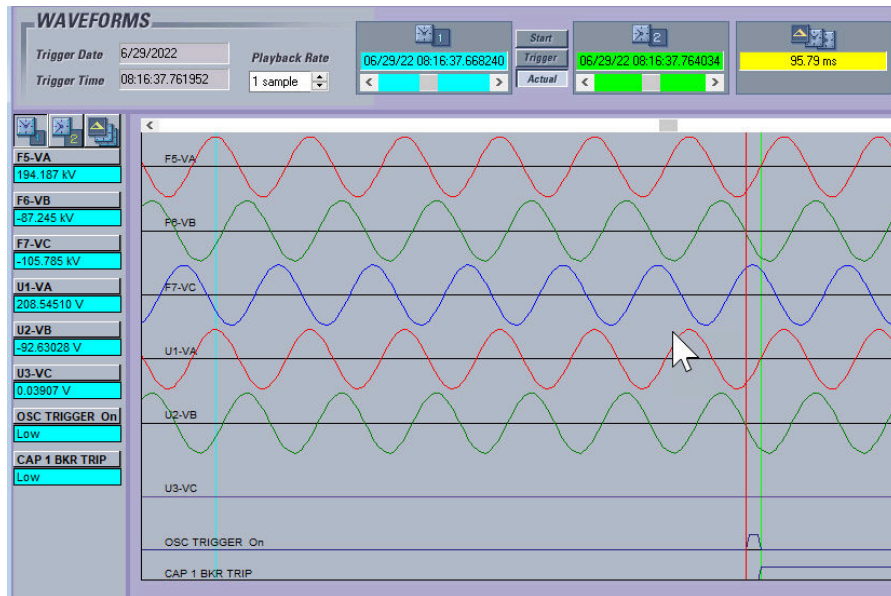 WAVEFORMS
Trigger Date 6/29/2022
Trigger Time 08:16:37.761952
Playback Rate
1 sample
1
06/29/22 08:16:37.668240
Start
Trigger
Actual
2
06/29/22 08:16:37.764034
95.79 ms
1 2
F5-VA
194.187 kV
F6-VB
-87.245 kV
F7-VC
-105.785 kV
U1-VA
208.54510 V
U2-VB
-92.63028 V
U3-VC
0.03907 V
OSC TRIGGER On
Low
CAP 1 BKR TRIP
Low
F5-VA
F6-VB
F7-VC
U1-VA
U2-VB
U3-VC
OSC TRIGGER On
CAP 1 BKR TRIP